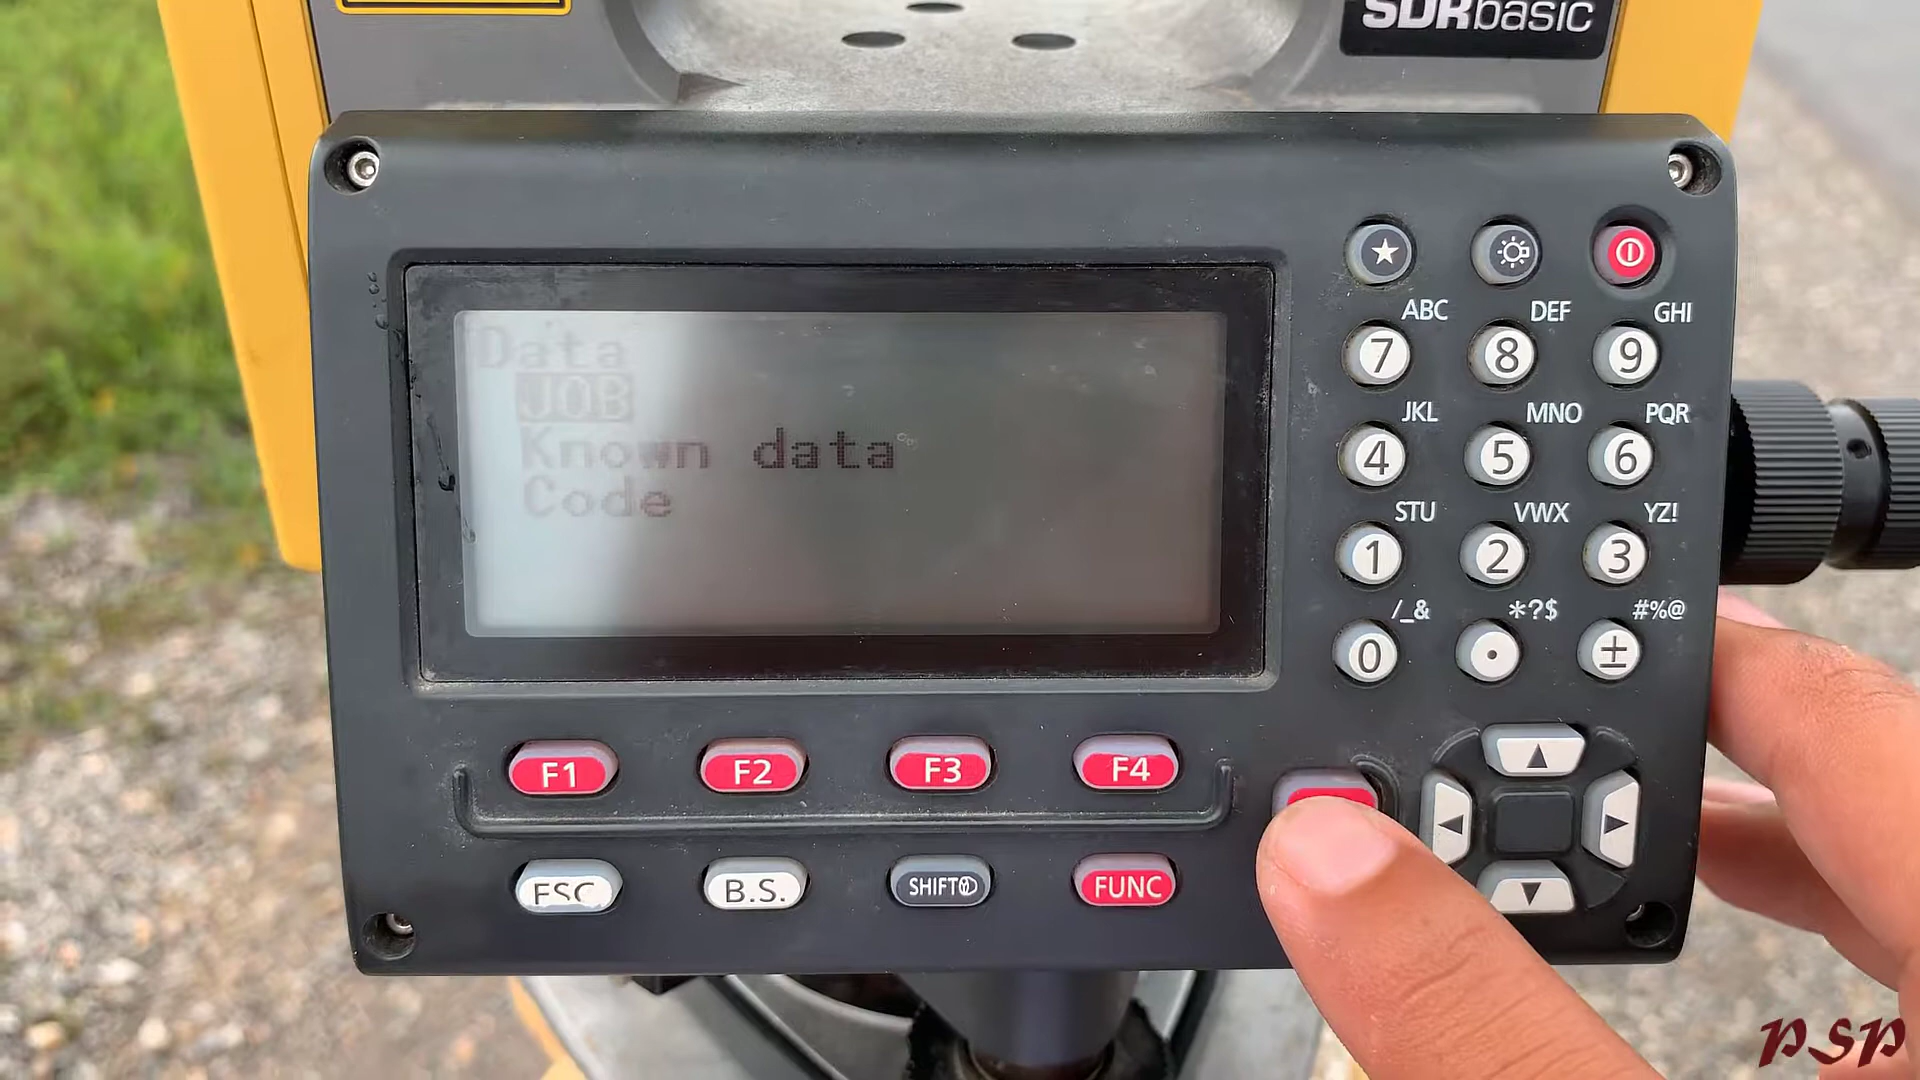 SDRbasic
Data
JOB
Known data
Code
ABC DEF GHI
7 8 9
JKL MNO PQR
4 5 6
STU VWX YZ!
1 2 3
/_& *?$ #%@
0 . ±
F1 F2 F3 F4
ESC B.S. SHIFT FUNC
PSP